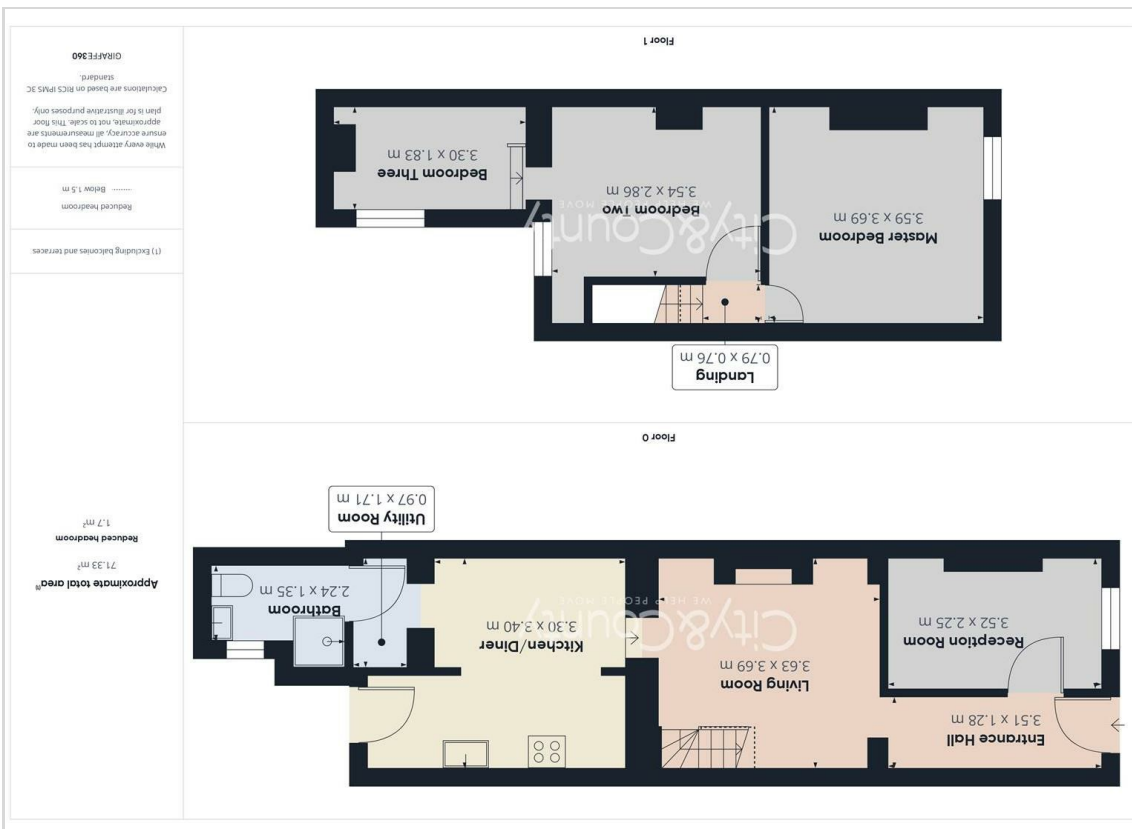 Floor 0
Entrance Hall
3.51 x 1.28 m
Reception Room
3.52 x 2.25 m
Living Room
3.63 x 3.69 m
Kitchen/Diner
3.30 x 3.40 m
Bathroom
2.24 x 1.35 m
Utility Room
0.97 x 1.71 m
City&County
WE HELP PEOPLE MOVE
Floor 1
Landing
0.79 x 0.76 m
Master Bedroom
3.59 x 3.69 m
Bedroom Two
3.54 x 2.86 m
Bedroom Three
3.30 x 1.83 m
City&County
WE HELP PEOPLE MOVE
Approximate total area⁽¹⁾
71.33 m²
Reduced headroom
1.7 m²
(1) Excluding balconies and terraces
Reduced headroom
........ Below 1.5 m
While every attempt has been made to
ensure accuracy, all measurements are
approximate, not to scale. This floor
plan is for illustrative purposes only.
Calculations are based on RICS IPMS 3C
standard.
GIRAFFE360